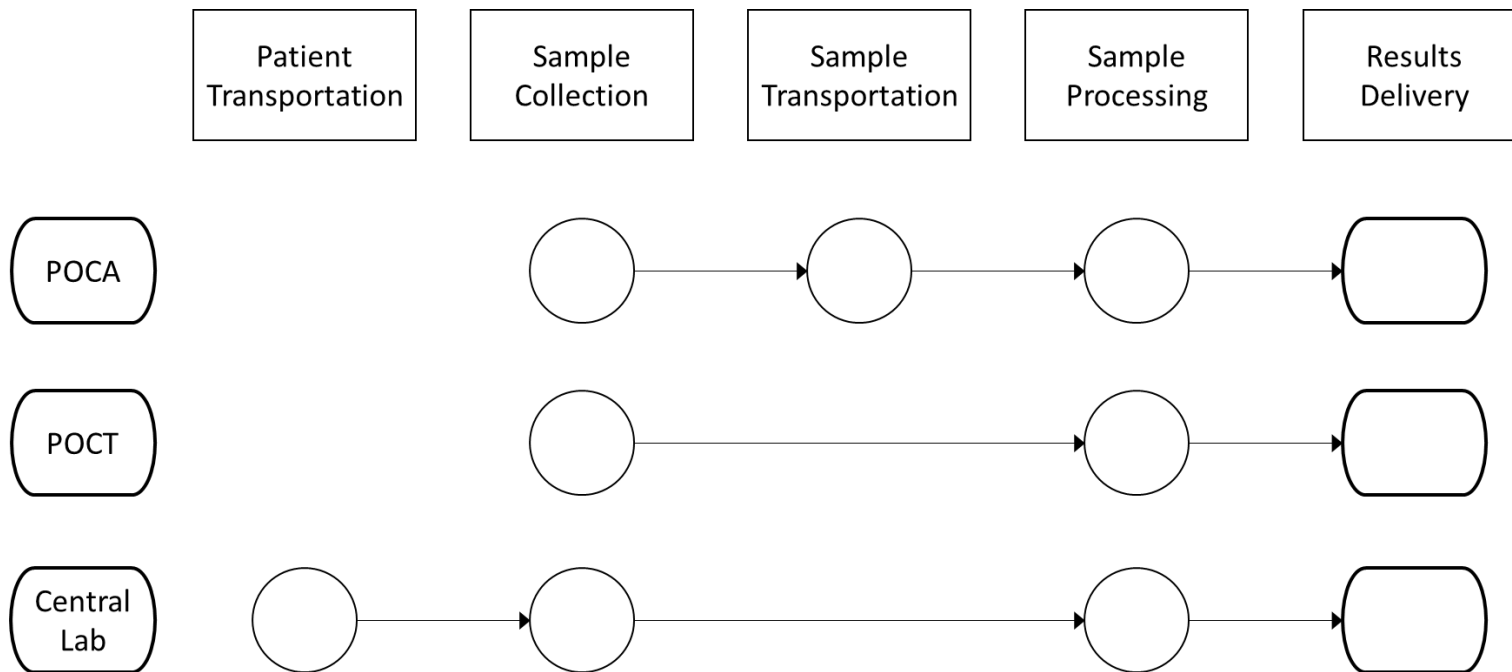 Patient
Transportation
Sample
Collection
Sample
Transportation
Sample
Processing
Results
Delivery
POCA
POCT
Central
Lab